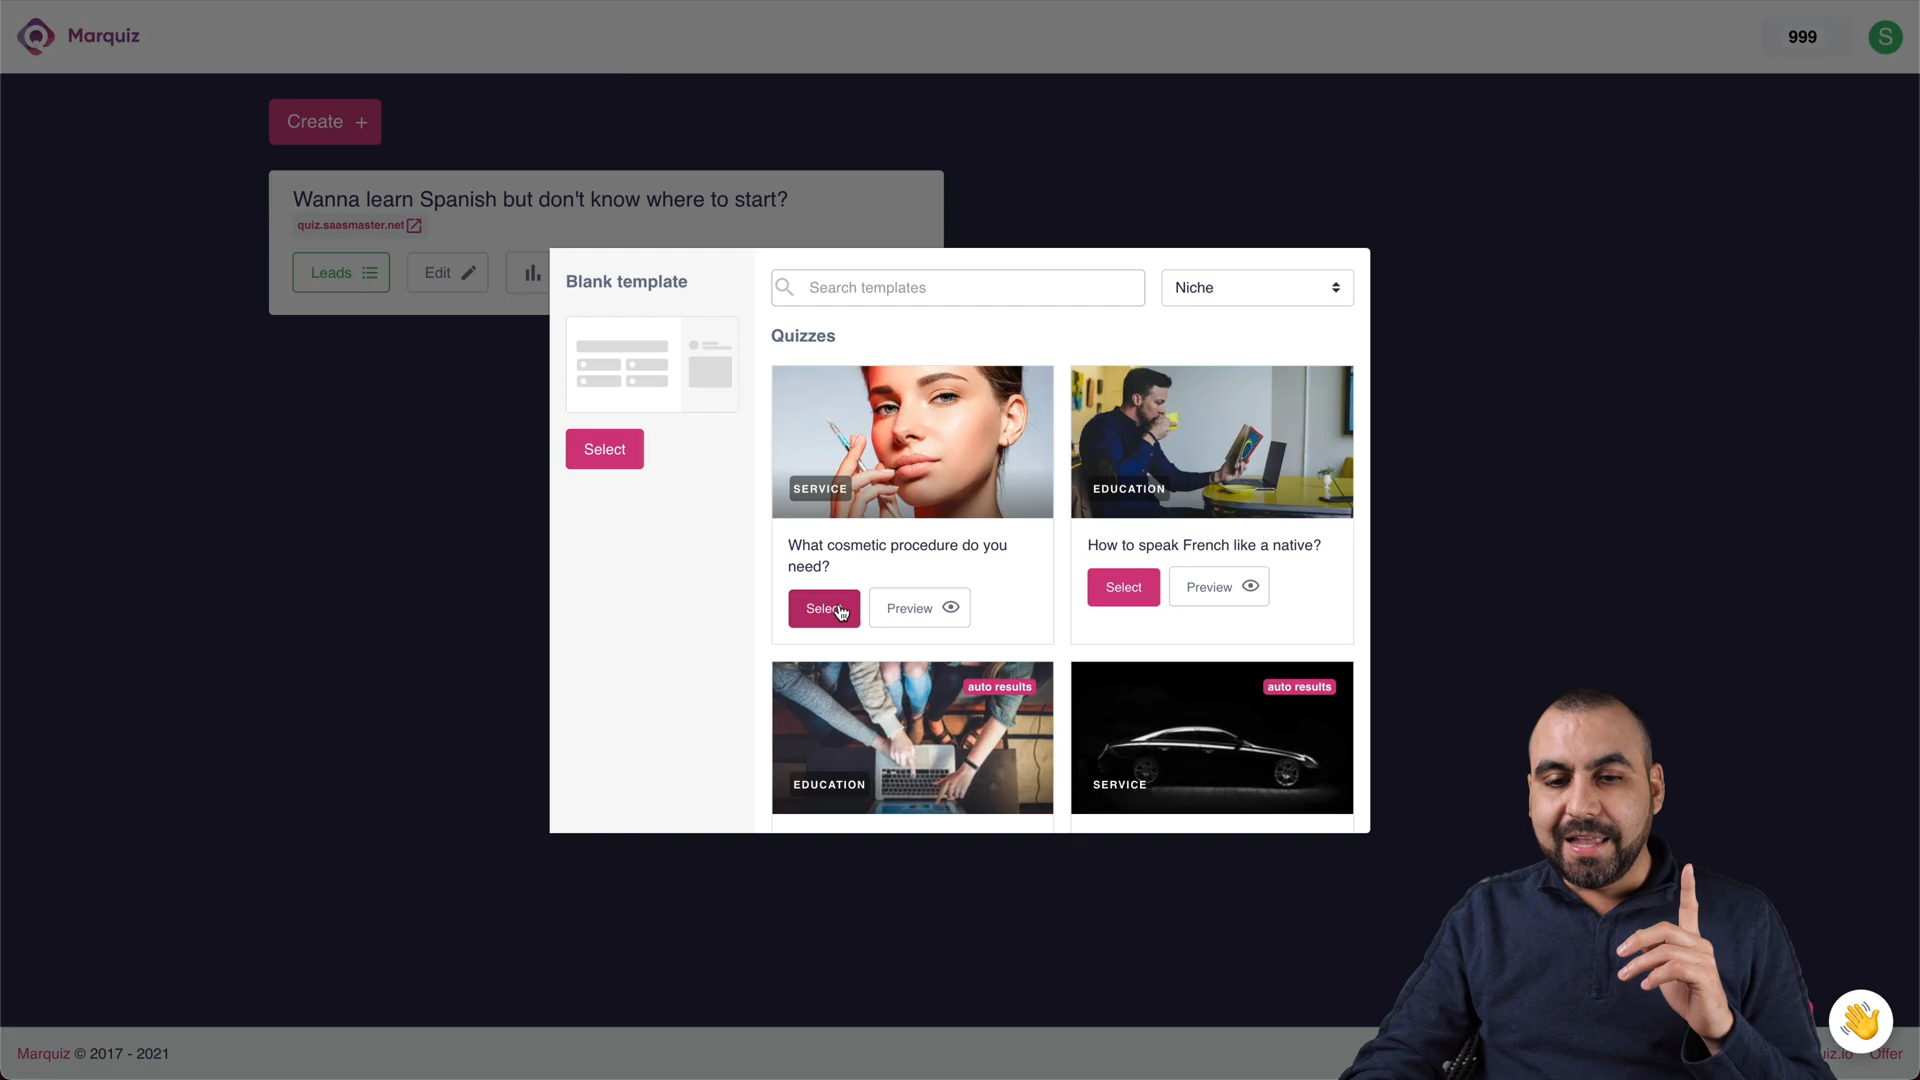 Marquiz
999
S
Create +
Wanna learn Spanish but don't know where to start?
quiz.saasmaster.net
Leads
Edit
Blank template
Select
Search templates
Niche
Quizzes
SERVICE
What cosmetic procedure do you
need?
Select
Preview
EDUCATION
How to speak French like a native?
Select
Preview
auto results
EDUCATION
auto results
SERVICE
Marquiz © 2017 - 2021
Offer